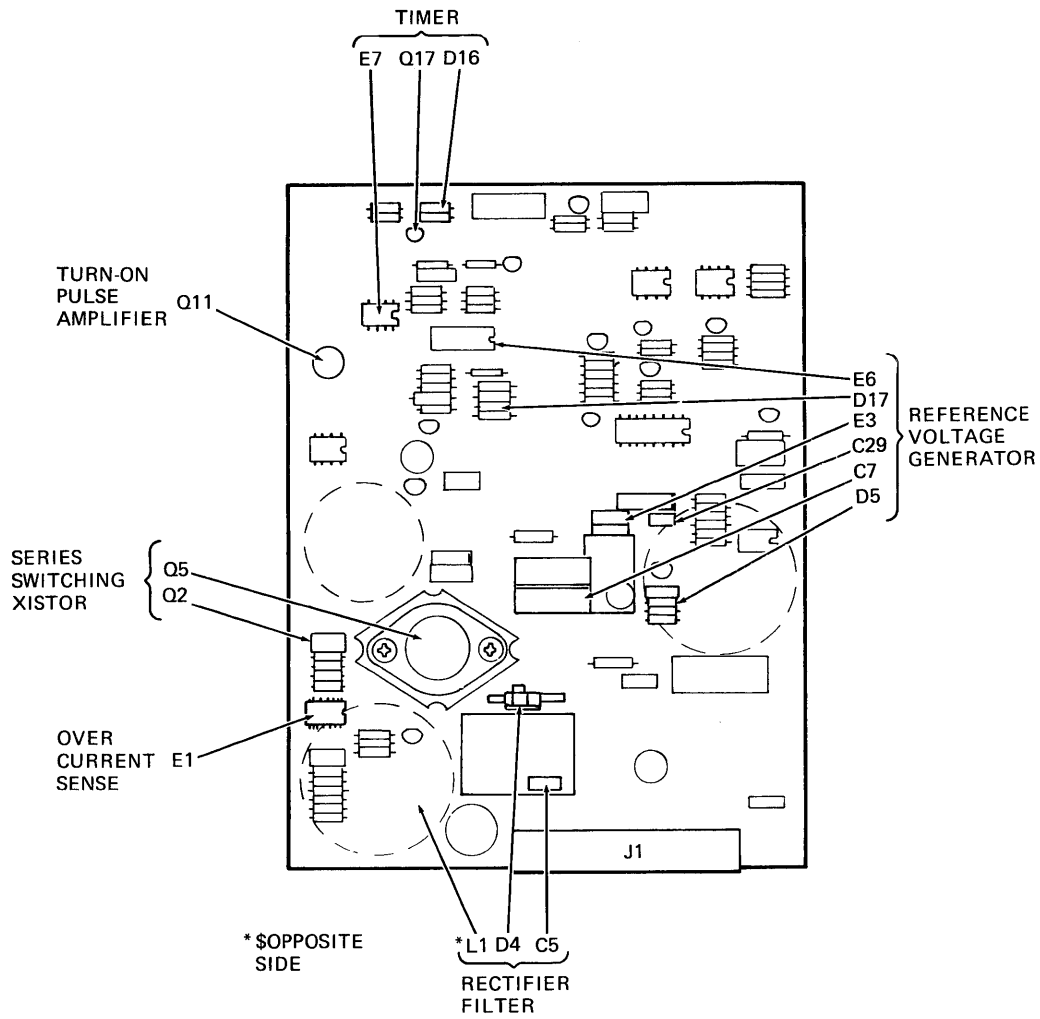 TIMER
E7 Q17 D16
TURN-ON
PULSE
AMPLIFIER Q11
E6
D17
E3
C29
C7
D5
REFERENCE
VOLTAGE
GENERATOR
SERIES
SWITCHING
XISTOR
Q5
Q2
OVER
CURRENT E1
SENSE
J1
*$OPPOSITE
SIDE
*L1 D4 C5
RECTIFIER
FILTER